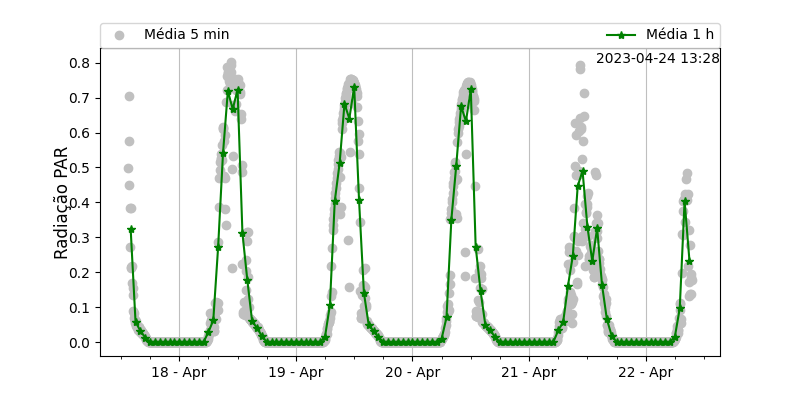 Média 5 min
Média 1 h
2023-04-24 13:28
Radiação PAR
0.8
0.7
0.6
0.5
0.4
0.3
0.2
0.1
0.0
18 - Apr
19 - Apr
20 - Apr
21 - Apr
22 - Apr